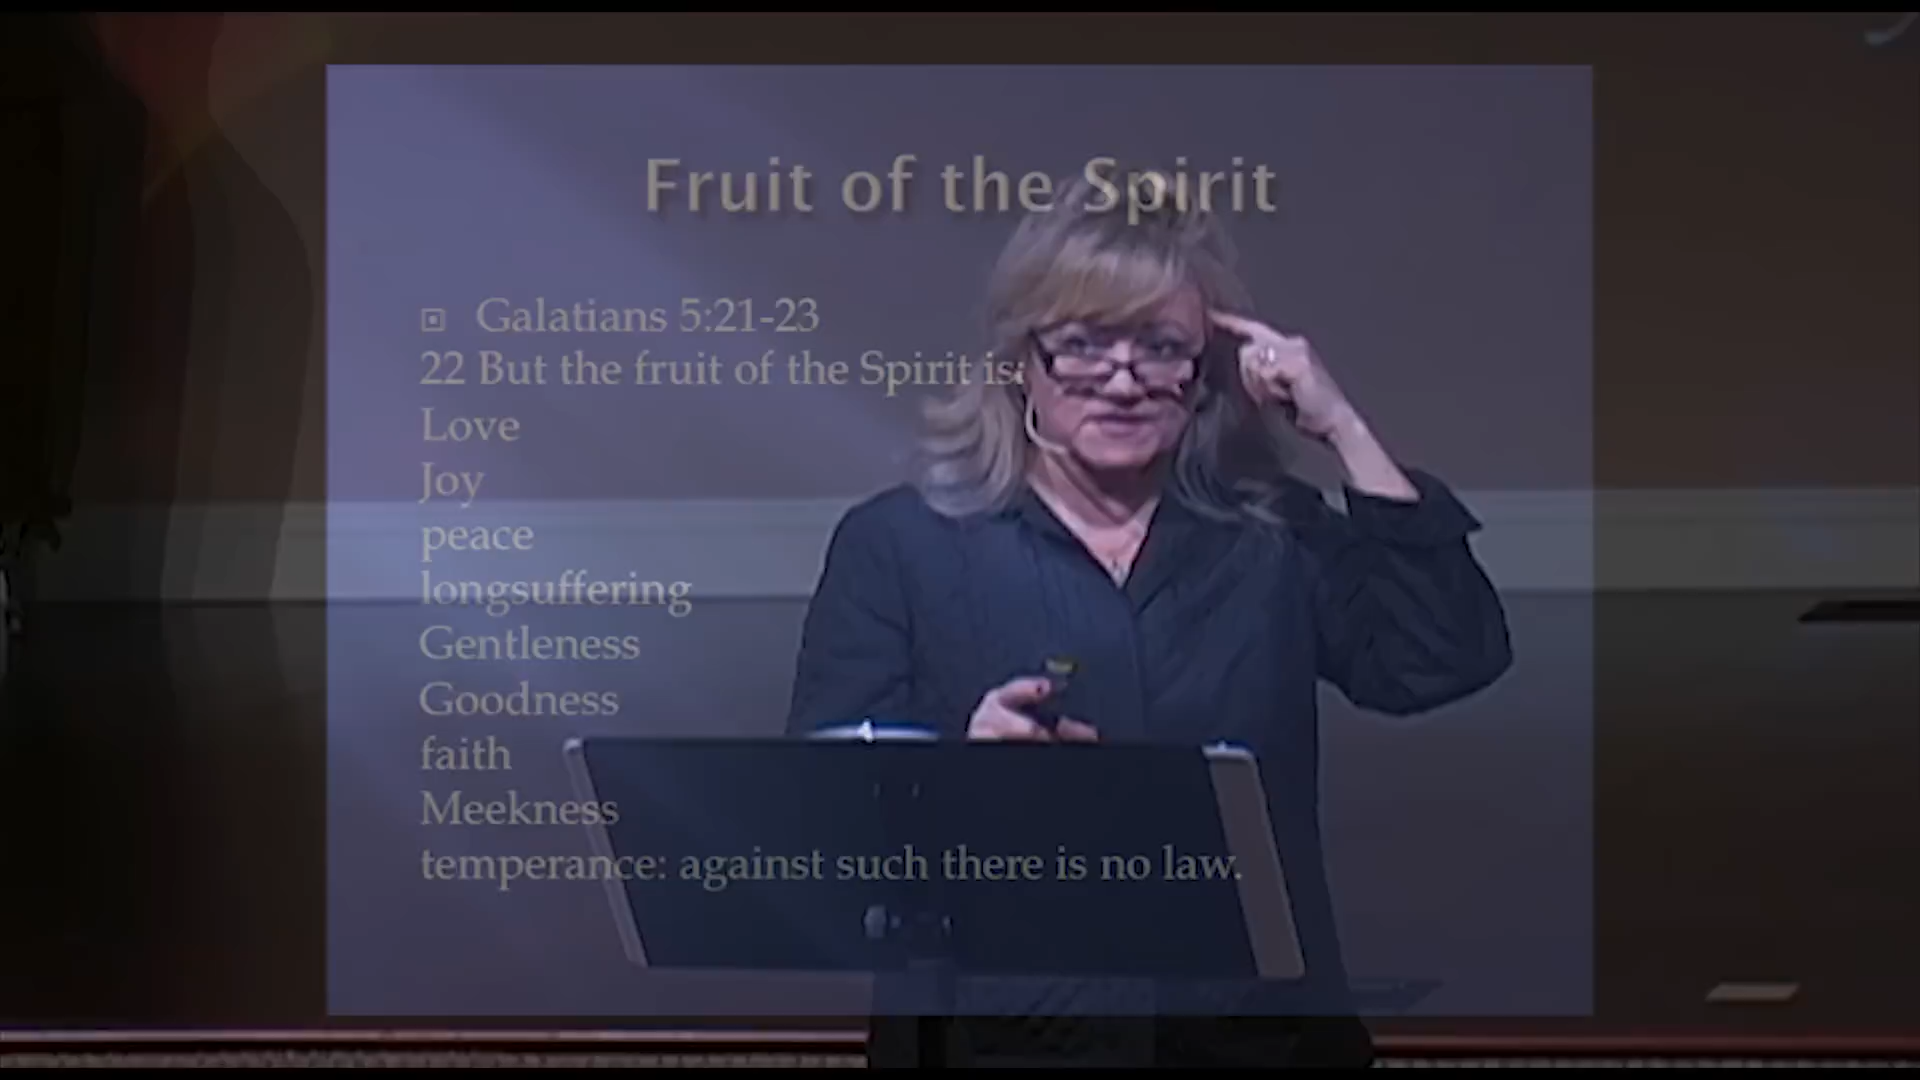 Fruit of the Spirit
Galatians 5:21-23
22 But the fruit of the Spirit is:
Love
Joy
peace
longsuffering
Gentleness
Goodness
faith
Meekness
temperance: against such there is no law.